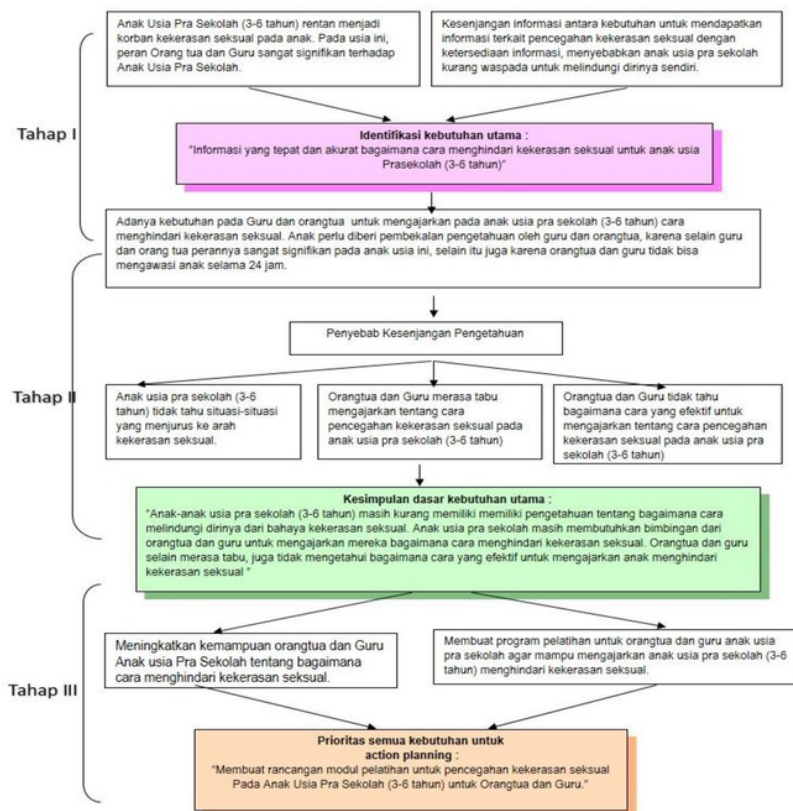 Anak Usia Pra Sekolah (3-6 tahun) rentan menjadi
korban kekerasan seksual pada anak. Pada usia ini,
peran Orang tua dan Guru sangat signifikan terhadap
Anak Usia Pra Sekolah.
Kesenjangan informasi antara kebutuhan untuk mendapatkan
informasi terkait pencegahan kekerasan seksual dengan
ketersediaan informasi, menyebabkan anak usia pra sekolah
kurang waspada untuk melindungi dirinya sendiri.
Tahap I
Identifikasi kebutuhan utama :
"Informasi yang tepat dan akurat bagaimana cara menghindari kekerasan seksual untuk anak usia
Prasekolah (3-6 tahun)"
Adanya kebutuhan pada Guru dan orangtua untuk mengajarkan pada anak usia pra sekolah (3-6 tahun) cara
menghindari kekerasan seksual. Anak perlu diberi pembekalan pengetahuan oleh guru dan orangtua, karena selain guru
dan orang tua perannya sangat signifikan pada anak usia ini, selain itu juga karena orangtua dan guru tidak bisa
mengawasi anak selama 24 jam.
Penyebab Kesenjangan Pengetahuan
Tahap II
Anak usia pra sekolah (3-6
tahun) tidak tahu situasi-situasi
yang menjurus ke arah
kekerasan seksual.
Orangtua dan Guru merasa tabu
mengajarkan tentang cara
pencegahan kekerasan seksual pada
anak usia pra sekolah (3-6 tahun)
Orangtua dan Guru tidak tahu
bagaimana cara yang efektif untuk
mengajarkan tentang cara pencegahan
kekerasan seksual pada anak usia pra
sekolah (3-6 tahun)
Kesimpulan dasar kebutuhan utama :
"Anak-anak usia pra sekolah (3-6 tahun) masih kurang memiliki memiliki pengetahuan tentang bagaimana cara
melindungi dirinya dari bahaya kekerasan seksual. Anak usia pra sekolah masih membutuhkan bimbingan dari
orangtua dan guru untuk mengajarkan mereka bagaimana cara menghindari kekerasan seksual. Orangtua dan guru
selain merasa tabu, juga tidak mengetahui bagaimana cara yang efektif untuk mengajarkan anak menghindari
kekerasan seksual "
Tahap III
Meningkatkan kemampuan orangtua dan Guru
Anak usia Pra Sekolah tentang bagaimana
cara menghindari kekerasan seksual.
Membuat program pelatihan untuk orangtua dan guru anak usia
pra sekolah agar mampu mengajarkan anak usia pra sekolah (3-6
tahun) menghindari kekerasan seksual.
Prioritas semua kebutuhan untuk
action planning :
"Membuat rancangan modul pelatihan untuk pencegahan kekerasan seksual
Pada Anak Usia Pra Sekolah (3-6 tahun) untuk Orangtua dan Guru."